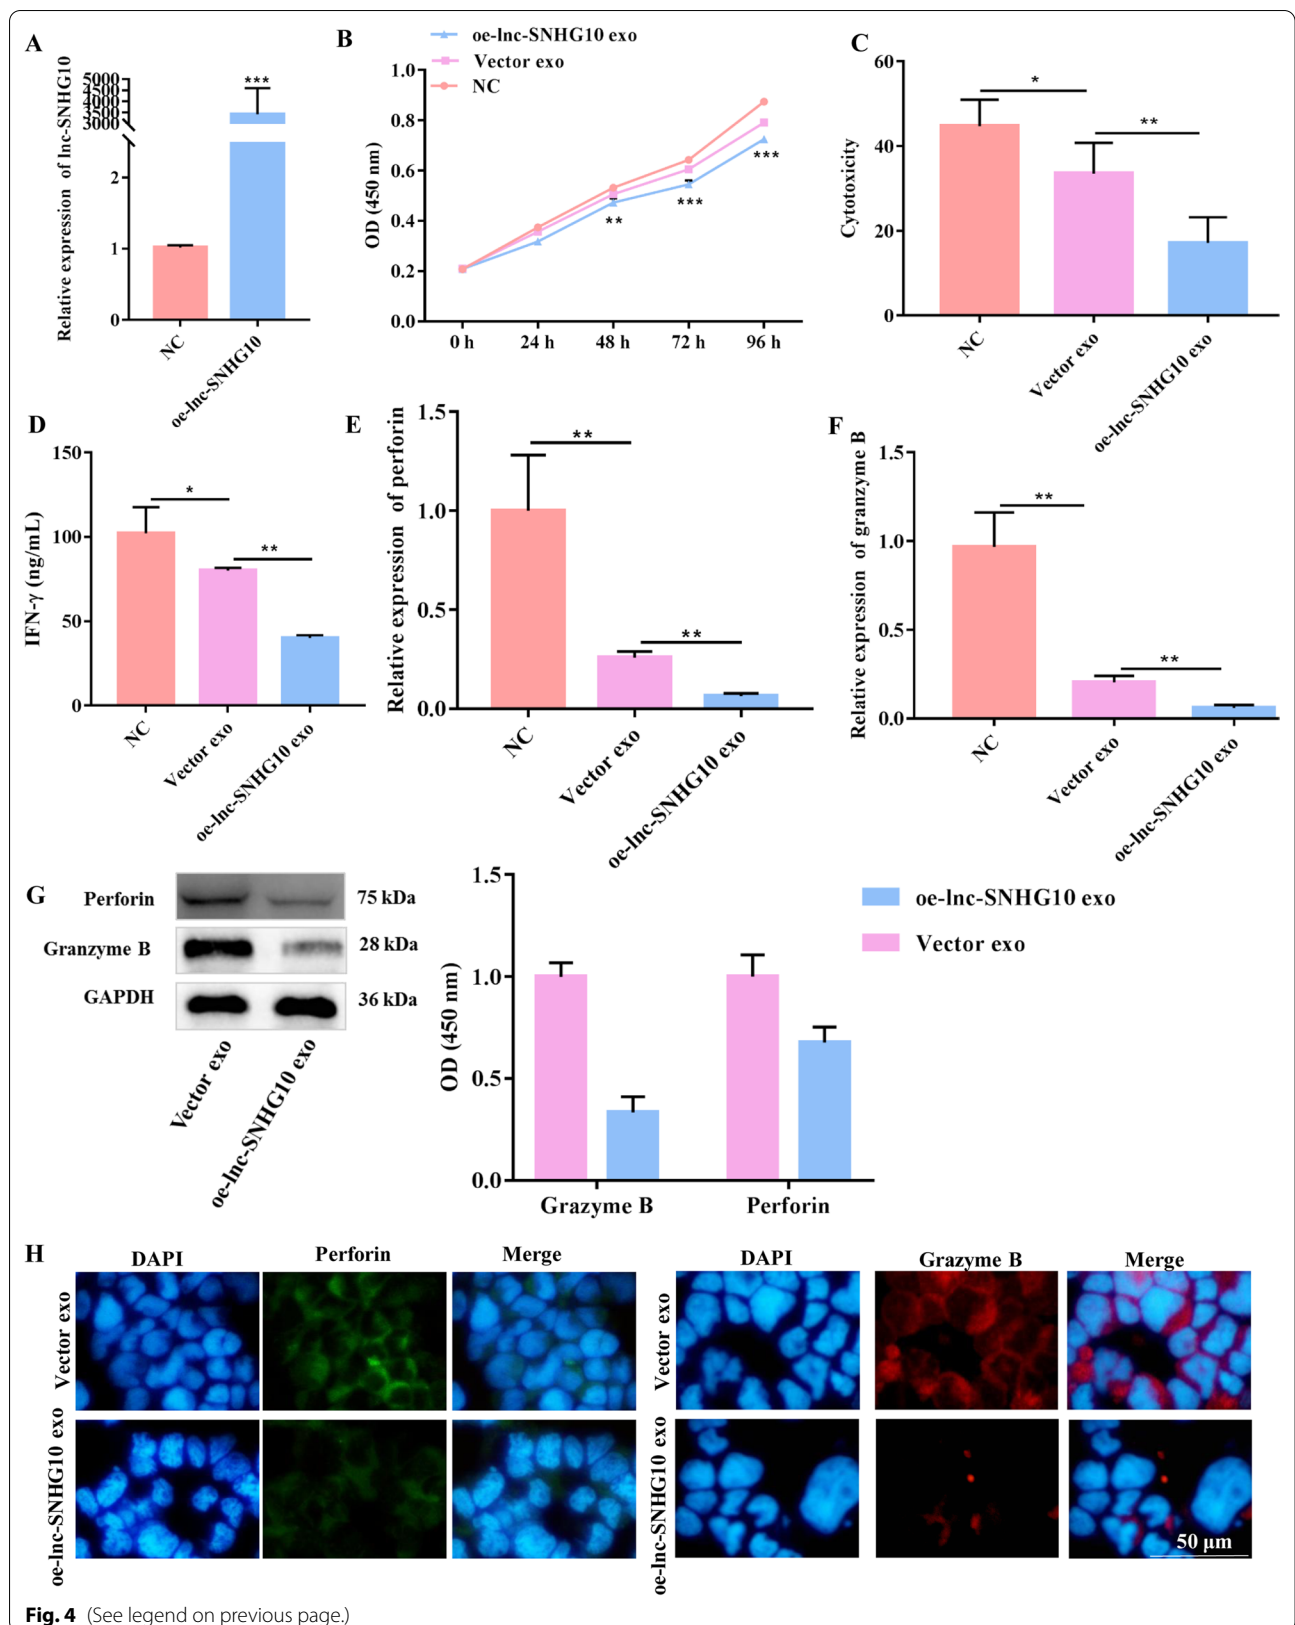 A
Relative expression of lnc-SNHG10
5000
4500
4000
3500
3000
2
1
0
***
NC
oe-lnc-SNHG10
B
oe-lnc-SNHG10 exo
Vector exo
NC
OD (450 nm)
1.0
0.8
0.6
0.4
0.2
0.0
**
***
***
0 h 24 h 48 h 72 h 96 h
C
Cytotoxicity
60
40
20
0
*
**
NC
Vector exo
oe-lnc-SNHG10 exo
D
IFN-γ (ng/mL)
150
100
50
0
*
**
NC
Vector exo
oe-lnc-SNHG10 exo
E
Relative expression of perforin
1.5
1.0
0.5
0.0
**
**
NC
Vector exo
oe-lnc-SNHG10 exo
F
Relative expression of granzyme B
1.5
1.0
0.5
0.0
**
**
NC
Vector exo
oe-lnc-SNHG10 exo
G
Perforin 75 kDa
Granzyme B 28 kDa
GAPDH 36 kDa
Vector exo
oe-lnc-SNHG10 exo
OD (450 nm)
1.5
1.0
0.5
0.0
Grazyme B Perforin
oe-lnc-SNHG10 exo
Vector exo
H
DAPI Perforin Merge
Vector exo
oe-lnc-SNHG10 exo
DAPI Grazyme B Merge
Vector exo
oe-lnc-SNHG10 exo
50 μm
Fig. 4 (See legend on previous page.)